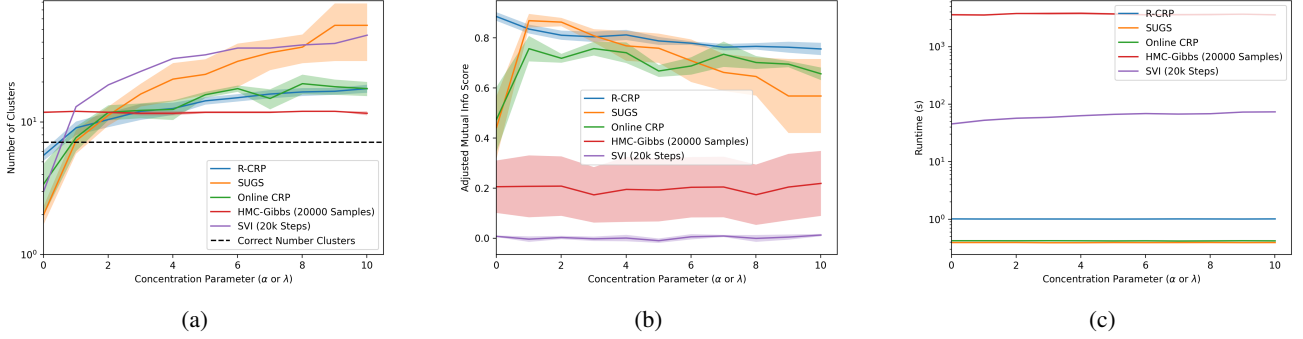 Number of Clusters
10¹
10⁰
0 2 4 6 8 10
Concentration Parameter (α or λ)
R-CRP
SUGS
Online CRP
HMC-Gibbs (20000 Samples)
SVI (20k Steps)
Correct Number Clusters
(a)
Adjusted Mutual Info Score
0.8
0.6
0.4
0.2
0.0
0 2 4 6 8 10
Concentration Parameter (α or λ)
R-CRP
SUGS
Online CRP
HMC-Gibbs (20000 Samples)
SVI (20k Steps)
(b)
Runtime (s)
10³
10²
10¹
10⁰
0 2 4 6 8 10
Concentration Parameter (α or λ)
R-CRP
SUGS
Online CRP
HMC-Gibbs (20000 Samples)
SVI (20k Steps)
(c)